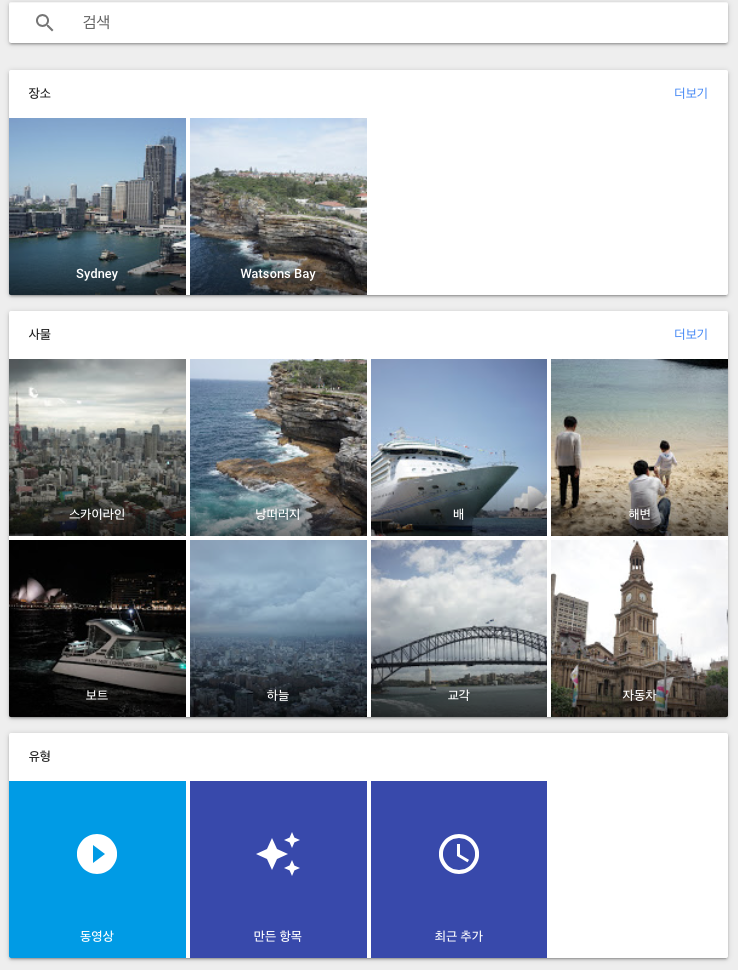 검색
장소
더보기
Sydney
Watsons Bay
사물
더보기
스카이라인
낭떠러지
배
해변
보트
하늘
교각
자동차
유형
동영상
만든 항목
최근 추가